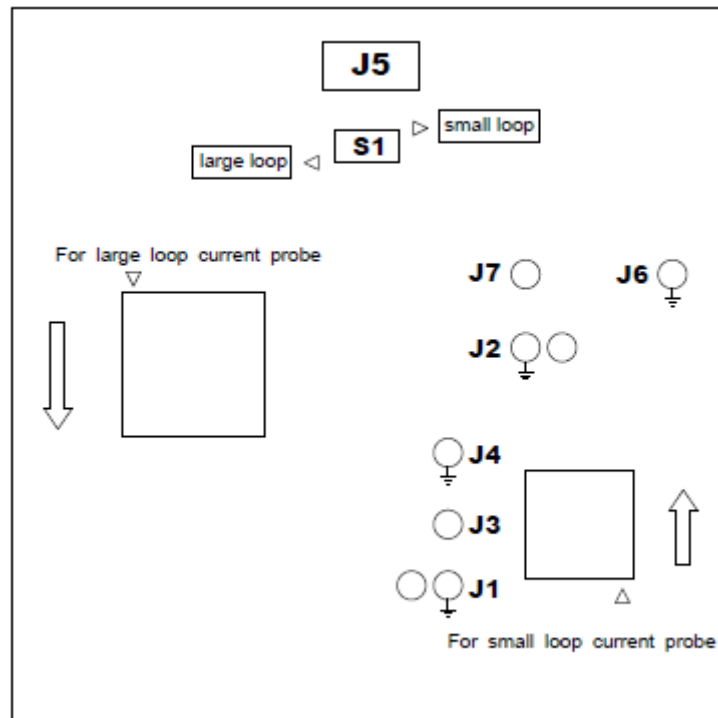 J5
small loop
S1
large loop
For large loop current probe
J7
J6
J2
J4
J3
J1
For small loop current probe